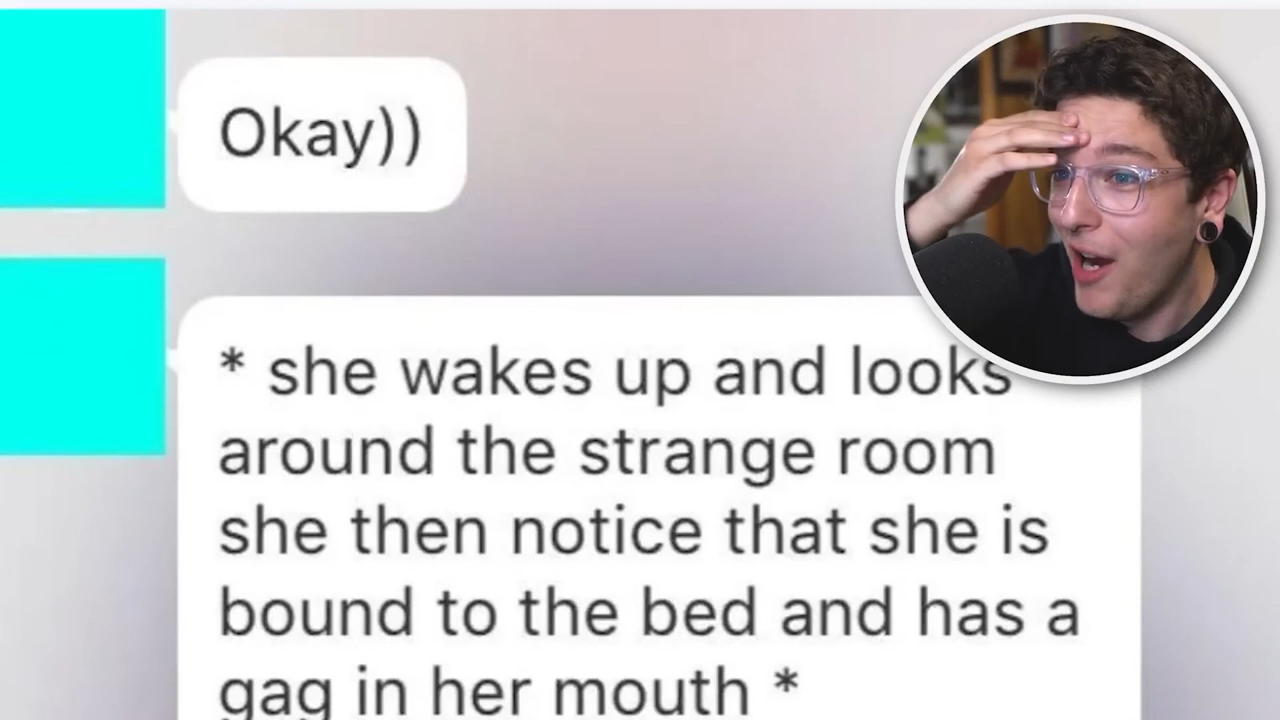 Okay))
* she wakes up and looks
around the strange room
she then notice that she is
bound to the bed and has a
gag in her mouth *